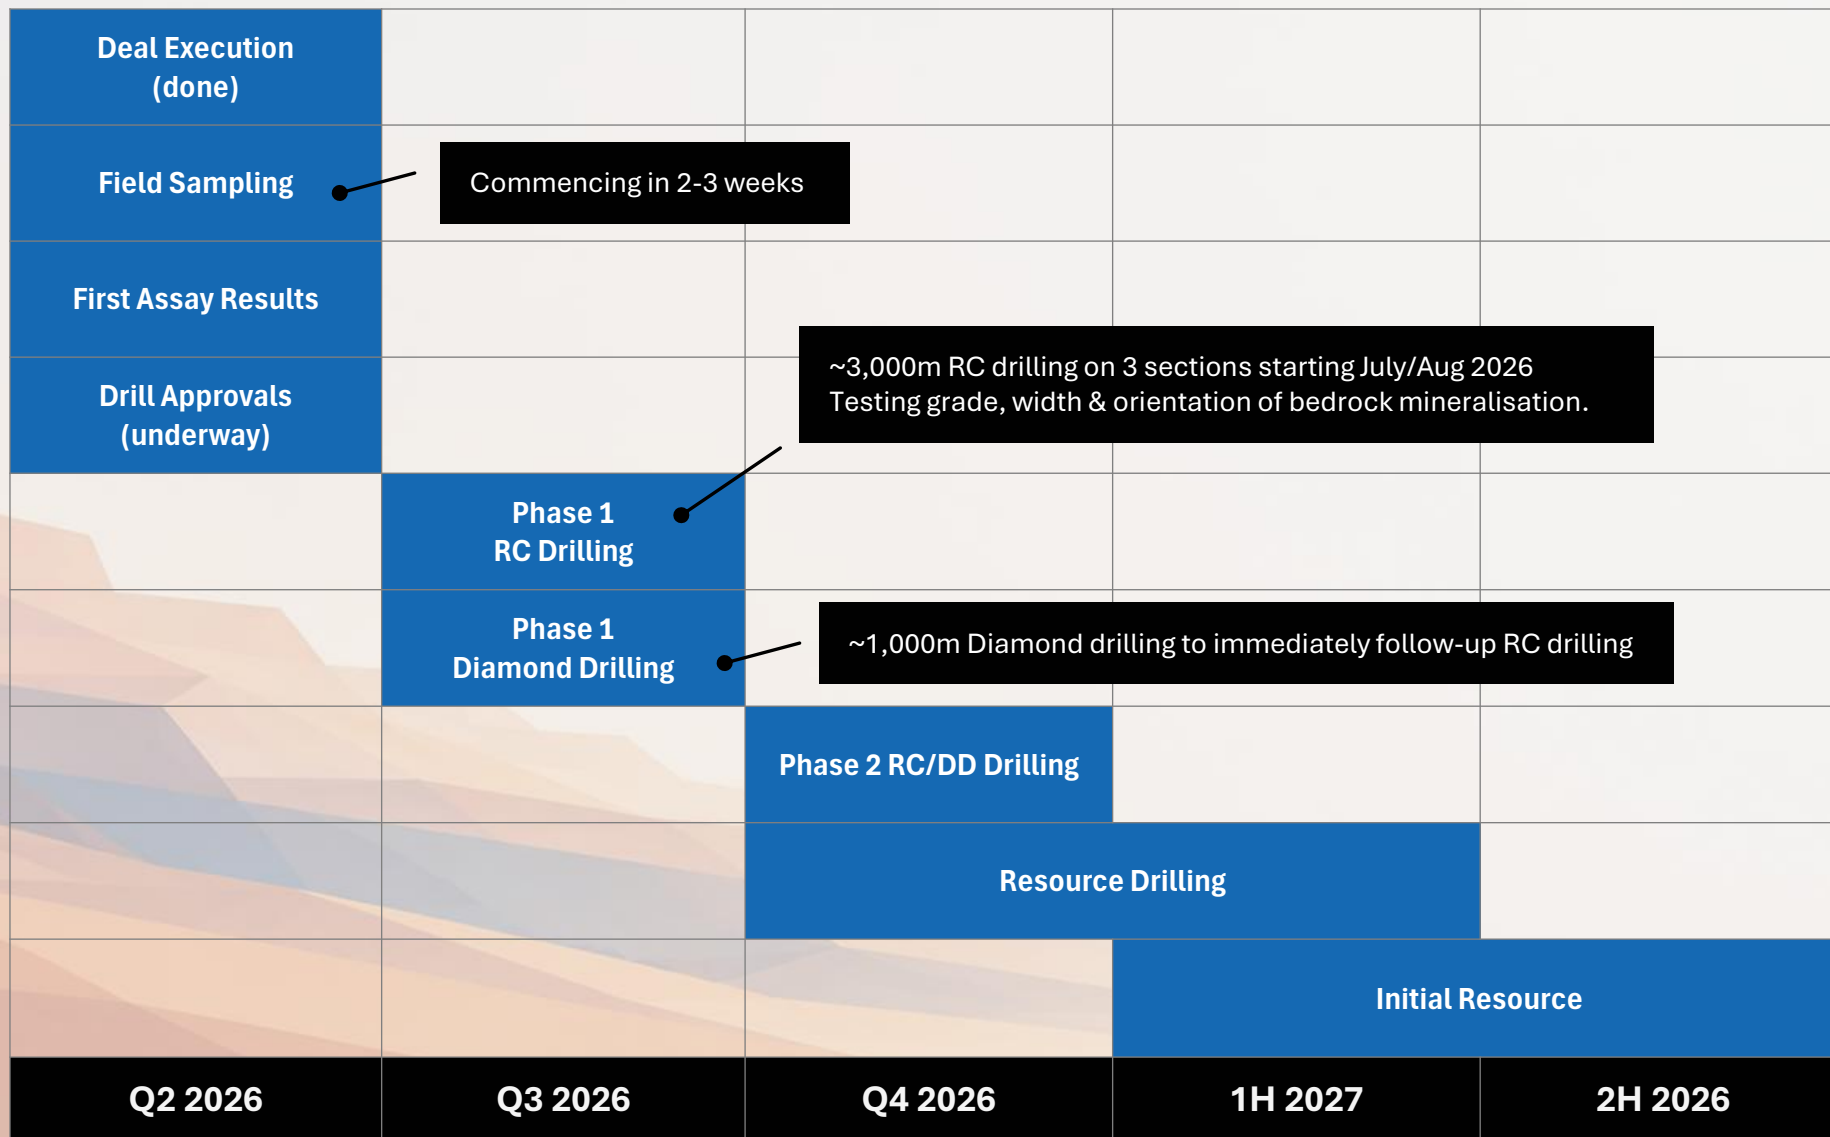 Deal Execution
(done)
Field Sampling
Commencing in 2-3 weeks
First Assay Results
~3,000m RC drilling on 3 sections starting July/Aug 2026
Testing grade, width & orientation of bedrock mineralisation.
Drill Approvals
(underway)
Phase 1
RC Drilling
Phase 1
Diamond Drilling
~1,000m Diamond drilling to immediately follow-up RC drilling
Phase 2 RC/DD Drilling
Resource Drilling
Initial Resource
Q2 2026
Q3 2026
Q4 2026
1H 2027
2H 2026